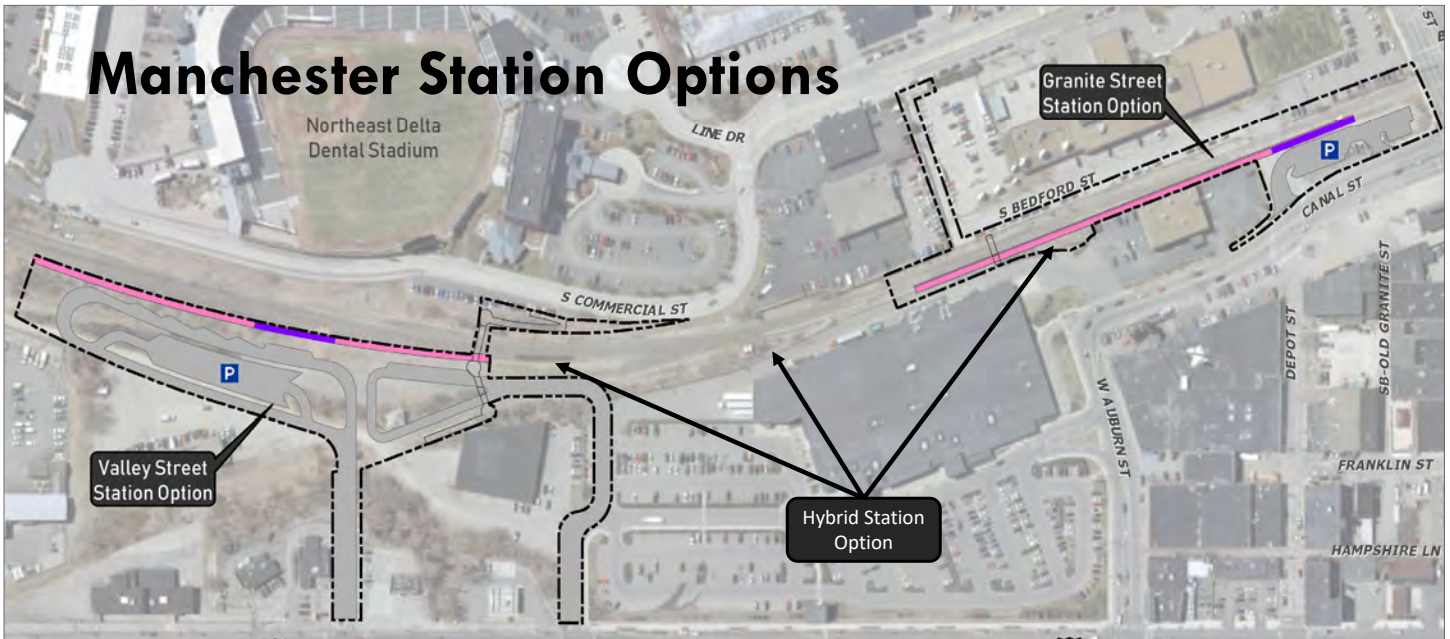 Manchester Station Options
Northeast Delta
Dental Stadium
LINE DR
Granite Street
Station Option
P
S BEDFORD ST
CANAL ST
S COMMERCIAL ST
DEPOT ST
SB-OLD GRANITE ST
W AUBURN ST
P
Valley Street
Station Option
Hybrid Station
Option
FRANKLIN ST
HAMPSHIRE LN